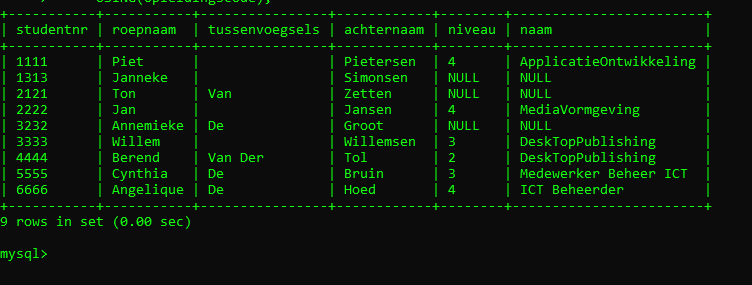 +-----------+-----------+---------------+------------+--------+-----------------------+
| studentnr | roepnaam  | tussenvoegsels | achternaam | niveau | naam                  |
+-----------+-----------+---------------+------------+--------+-----------------------+
| 1111      | Piet      |               | Pietersen  | 4      | ApplicatieOntwikkeling |
| 1313      | Janneke   |               | Simonsen   | NULL   | NULL                  |
| 2121      | Ton       | Van           | Zetten     | NULL   | NULL                  |
| 2222      | Jan       |               | Jansen     | 4      | MediaVormgeving       |
| 3232      | Annemieke | De            | Groot      | NULL   | NULL                  |
| 3333      | Willem    |               | Willemsen  | 3      | DeskTopPublishing     |
| 4444      | Berend    | Van Der       | Tol        | 2      | DeskTopPublishing     |
| 5555      | Cynthia   | De            | Bruin      | 3      | Medewerker Beheer ICT |
| 6666      | Angelique | De            | Hoed       | 4      | ICT Beheerder         |
+-----------+-----------+---------------+------------+--------+-----------------------+
9 rows in set (0.00 sec)
mysql>